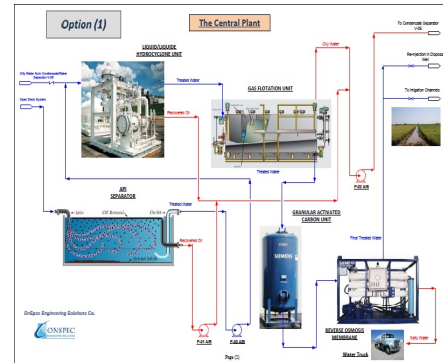 Option (1)
The Central Plant
To Condensate Separator
V-05
LIQUID/LIQUIDE
HYDROCYCLONE UNIT
Oily Water
Oily Water from Condensate/Water
Separator V-05
Treated Water
GAS FLOTATION UNIT
Re-injection in Disposal
Well
Open Drain System
To Irrigation Channels
Recovered Oil
P-02 A/B
Treated Water
API
SEPARATOR
Treated Water
GRANULAR ACTIVATED
CARBON UNIT
Inlet
Oil Removal
Outlet
SIEMENS
Final Treated Water
Recovered Oil
OnSpec Engineering Solutions Co.
ONSPEC
P-01 A/B
P-03 A/B
REVERSE OSMOSIS
MEMBRANE
Salty Water
Water Truck
Page (2)